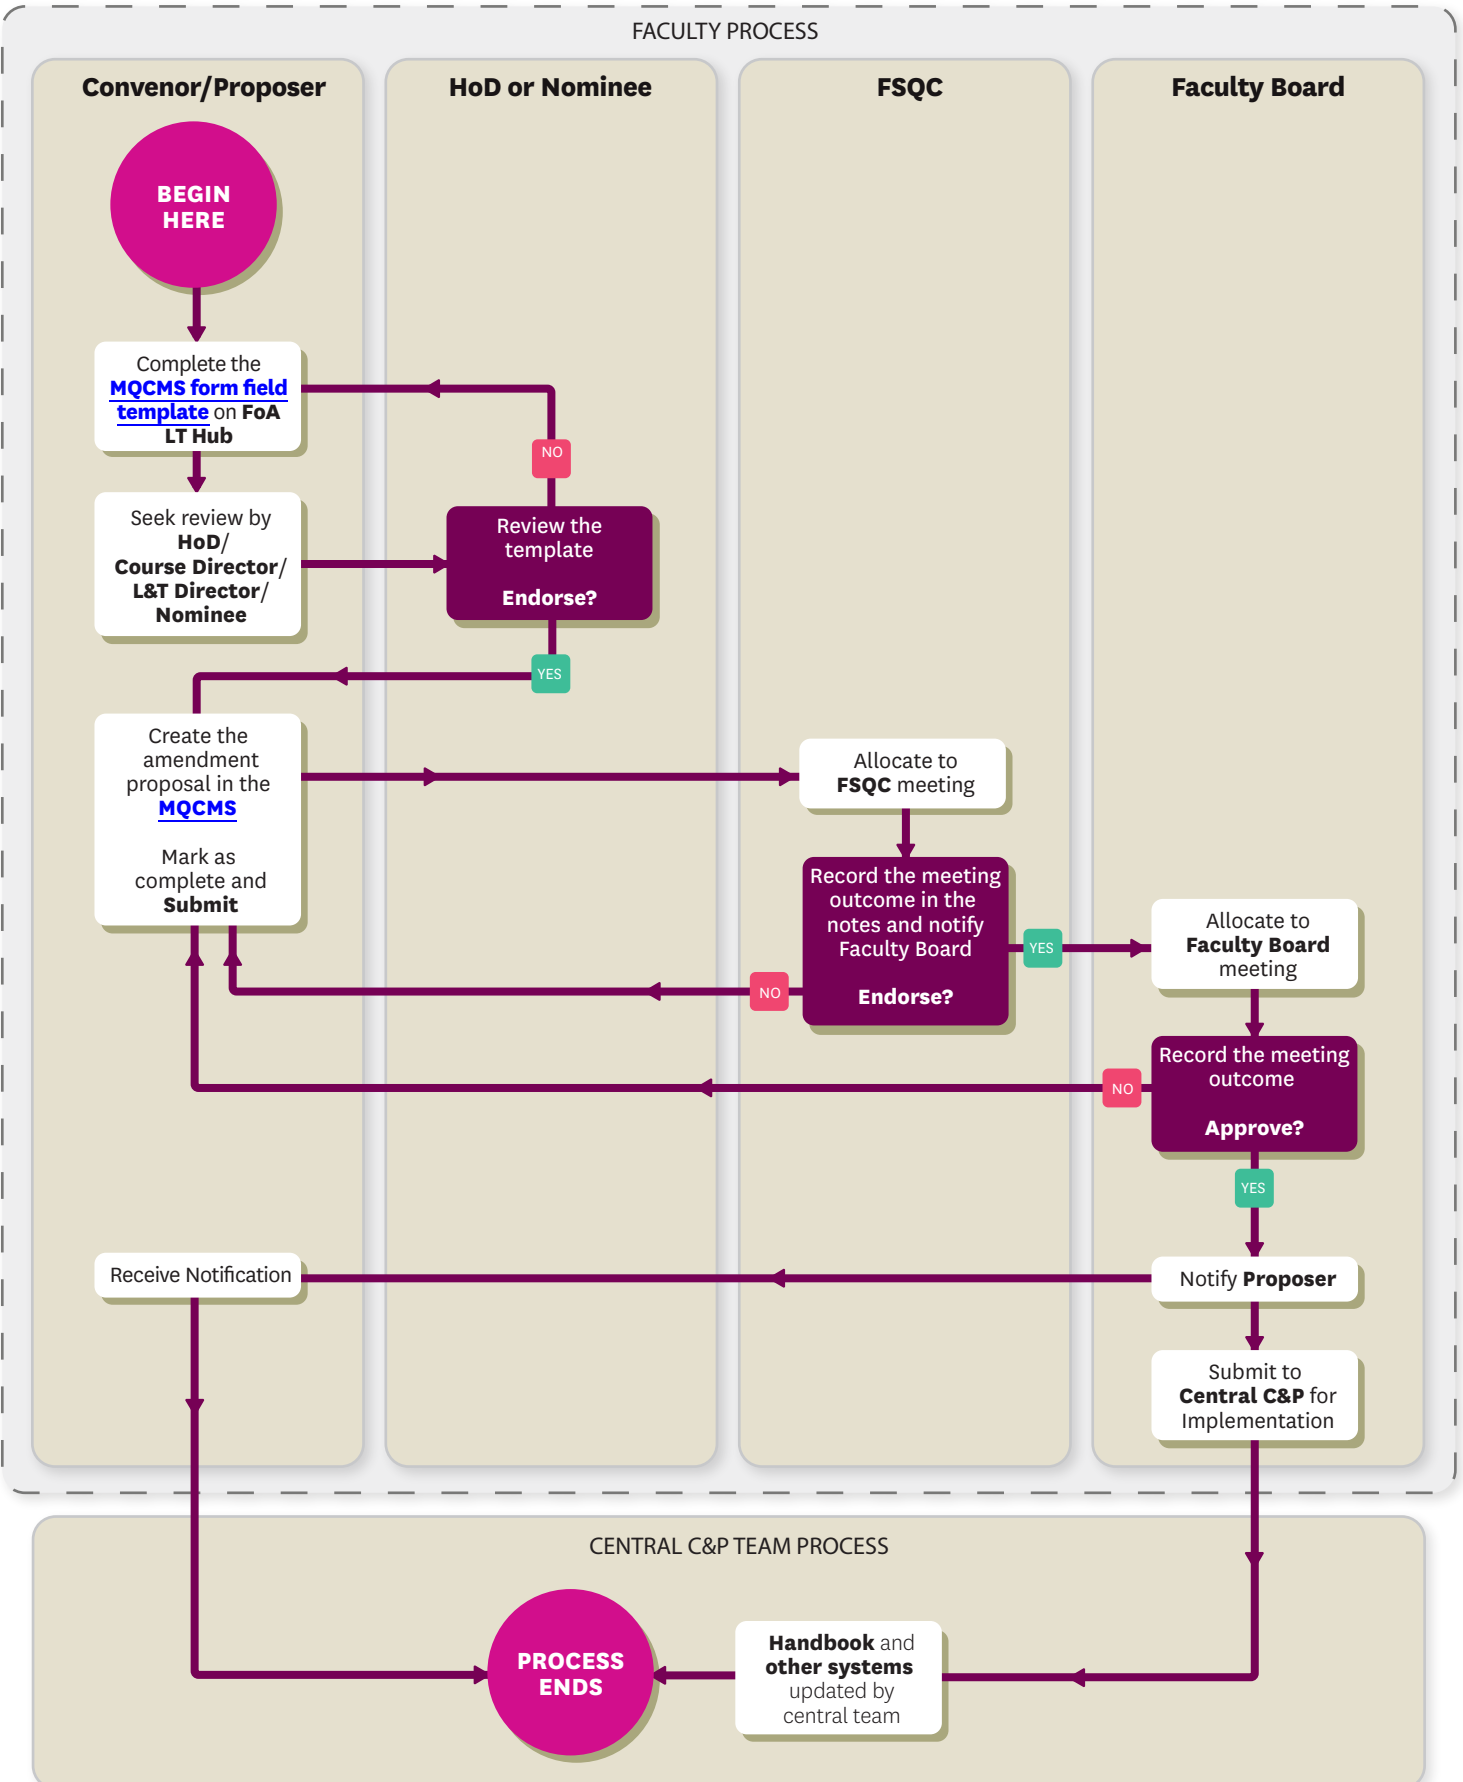 FACULTY PROCESS
Convenor/Proposer
HoD or Nominee
FSQC
Faculty Board
BEGIN
HERE
Complete the
MQCMS form field
template on FoA
LT Hub
NO
Seek review by
HoD/
Course Director/
L&T Director/
Nominee
Review the
template
Endorse?
YES
Create the
amendment
proposal in the
MQCMS
Mark as
complete and
Submit
Allocate to
FSQC meeting
Record the meeting
outcome in the
notes and notify
Faculty Board
Endorse?
YES
NO
Allocate to
Faculty Board
meeting
Record the meeting
outcome
Approve?
NO
YES
Receive Notification
Notify Proposer
Submit to
Central C&P for
Implementation
CENTRAL C&P TEAM PROCESS
PROCESS
ENDS
Handbook and
other systems
updated by
central team